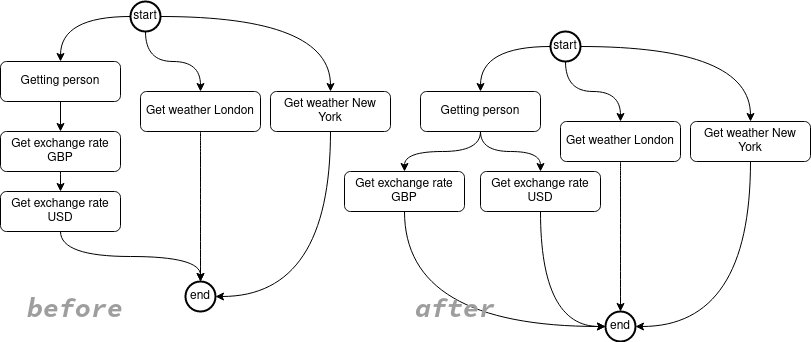 start
Getting person
Get weather London
Get weather New
York
Get exchange rate
GBP
Get exchange rate
USD
end
before
start
Getting person
Get weather London
Get weather New
York
Get exchange rate
GBP
Get exchange rate
USD
end
after